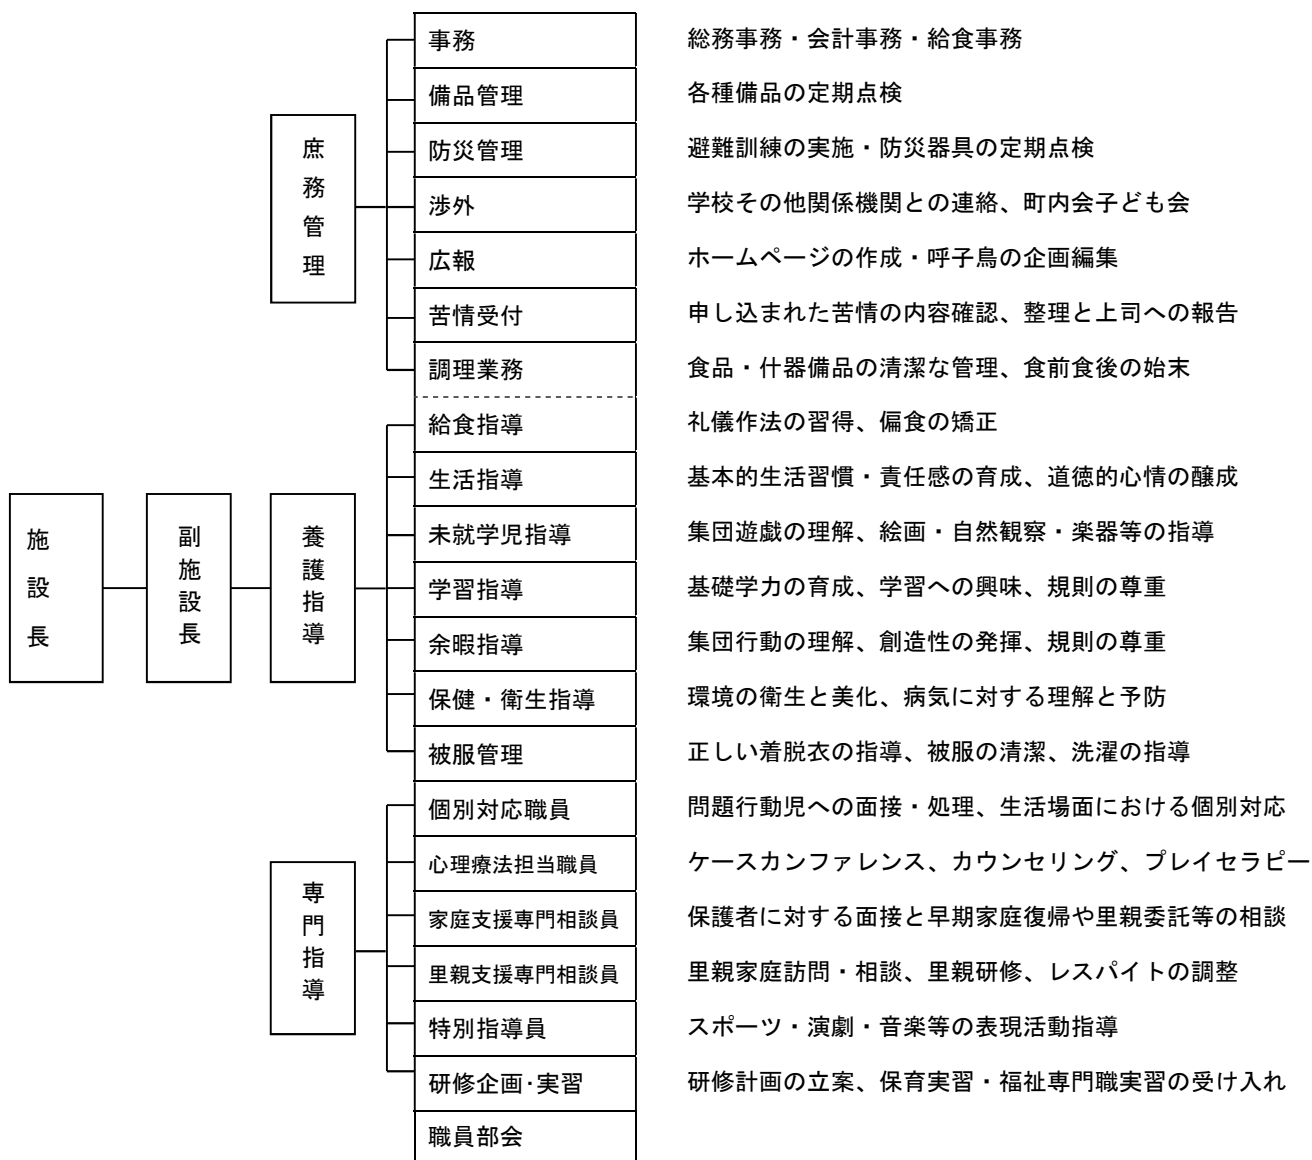 事務 総務事務・会計事務・給食事務
備品管理 各種備品の定期点検
防災管理 避難訓練の実施・防災器具の定期点検
渉外 学校その他関係機関との連絡、町内会子ども会
広報 ホームページの作成・呼子鳥の企画編集
苦情受付 申し込まれた苦情の内容確認、整理と上司への報告
調理業務 食品・什器備品の清潔な管理、食前食後の始末
庶務管理
給食指導 礼儀作法の習得、偏食の矯正
生活指導 基本的生活習慣・責任感の育成、道徳的心情の醸成
未就学児指導 集団遊戯の理解、絵画・自然観察・楽器等の指導
学習指導 基礎学力の育成、学習への興味、規則の尊重
余暇指導 集団行動の理解、創造性の発揮、規則の尊重
保健・衛生指導 環境の衛生と美化、病気に対する理解と予防
被服管理 正しい着脱衣の指導、被服の清潔、洗濯の指導
施設長
副施設長
養護指導
個別対応職員 問題行動児への面接・処理、生活場面における個別対応
心理療法担当職員 ケースカンファレンス、カウンセリング、プレイセラピー
家庭支援専門相談員 保護者に対する面接と早期家庭復帰や里親委託等の相談
里親支援専門相談員 里親家庭訪問・相談、里親研修、レスパイトの調整
特別指導員 スポーツ・演劇・音楽等の表現活動指導
研修企画･実習 研修計画の立案、保育実習・福祉専門職実習の受け入れ
職員部会
専門指導